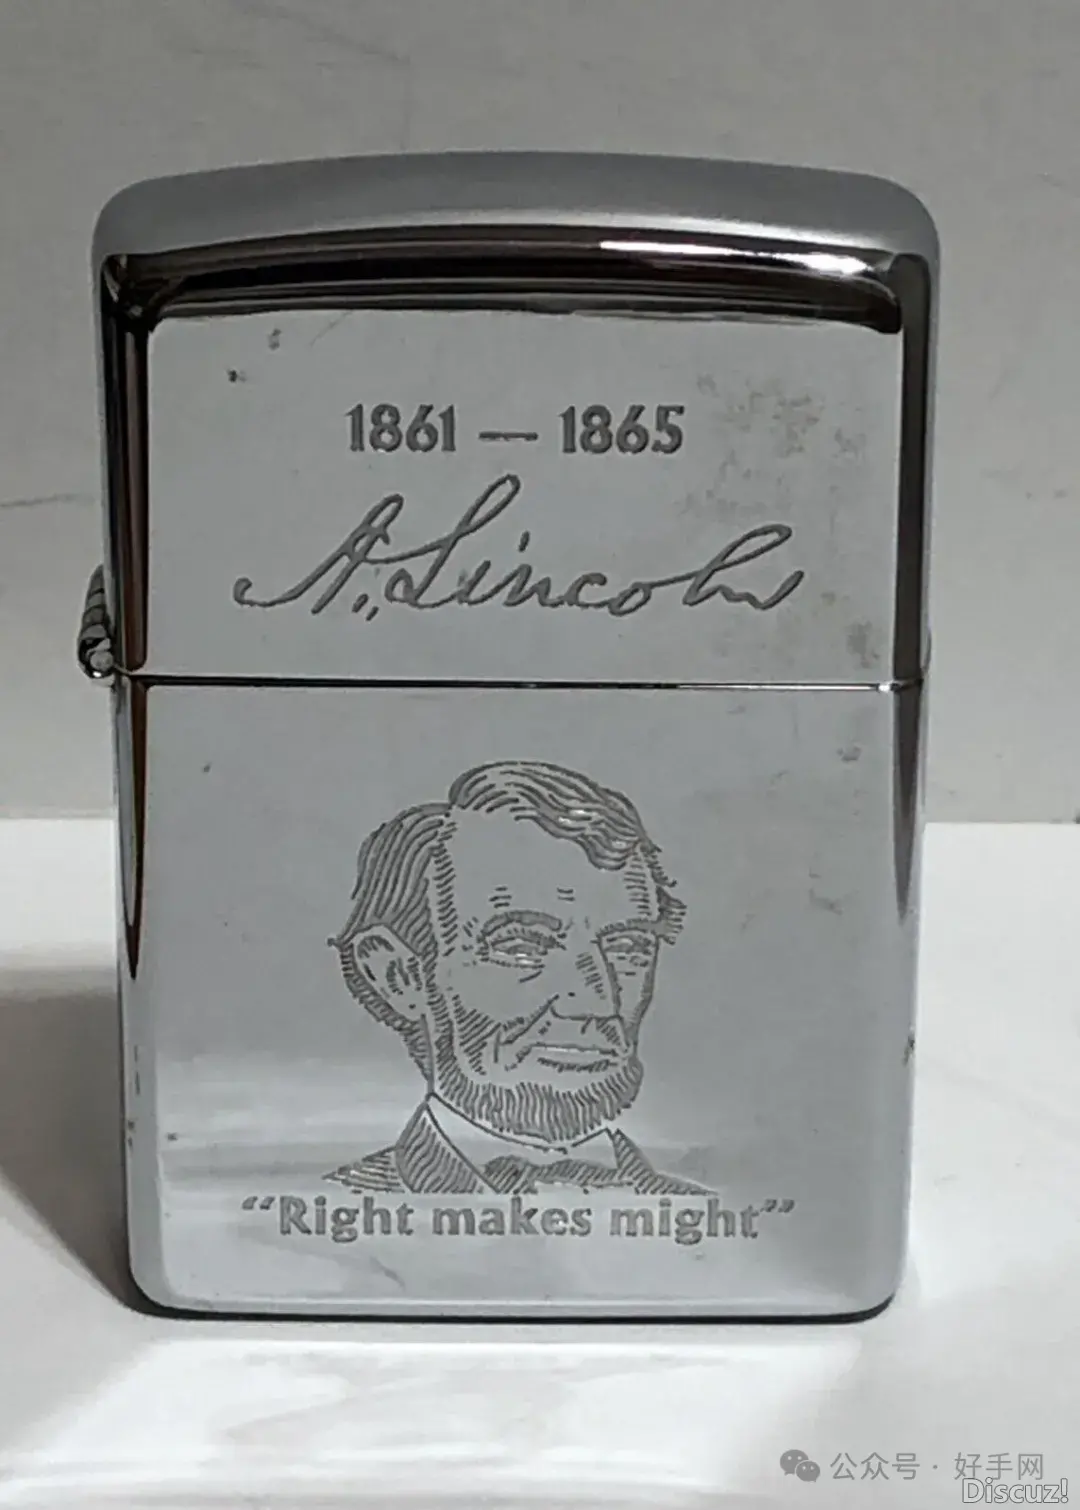 1861 — 1865
A. Lincoln
“Right makes might”
公众号 · 好手网
Discuz!